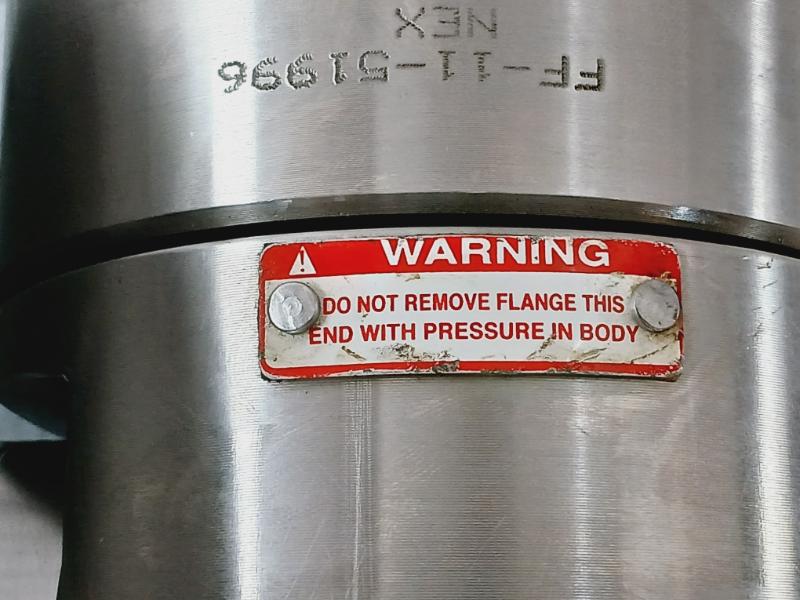 FF-11-51996
NEX
WARNING
DO NOT REMOVE FLANGE THIS
END WITH PRESSURE IN BODY